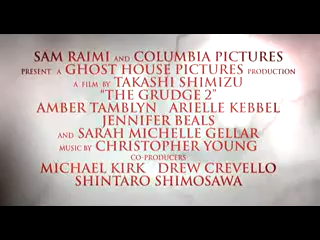 SAM RAIMI AND COLUMBIA PICTURES
PRESENT A GHOST HOUSE PICTURES PRODUCTION
A FILM BY TAKASHI SHIMIZU
"THE GRUDGE 2"
AMBER TAMBLYN ARIELLE KEBBEL
JENNIFER BEALS
AND SARAH MICHELLE GELLAR
MUSIC BY CHRISTOPHER YOUNG
CO-PRODUCERS
MICHAEL KIRK DREW CREVELLO
SHINTARO SHIMOSAWA